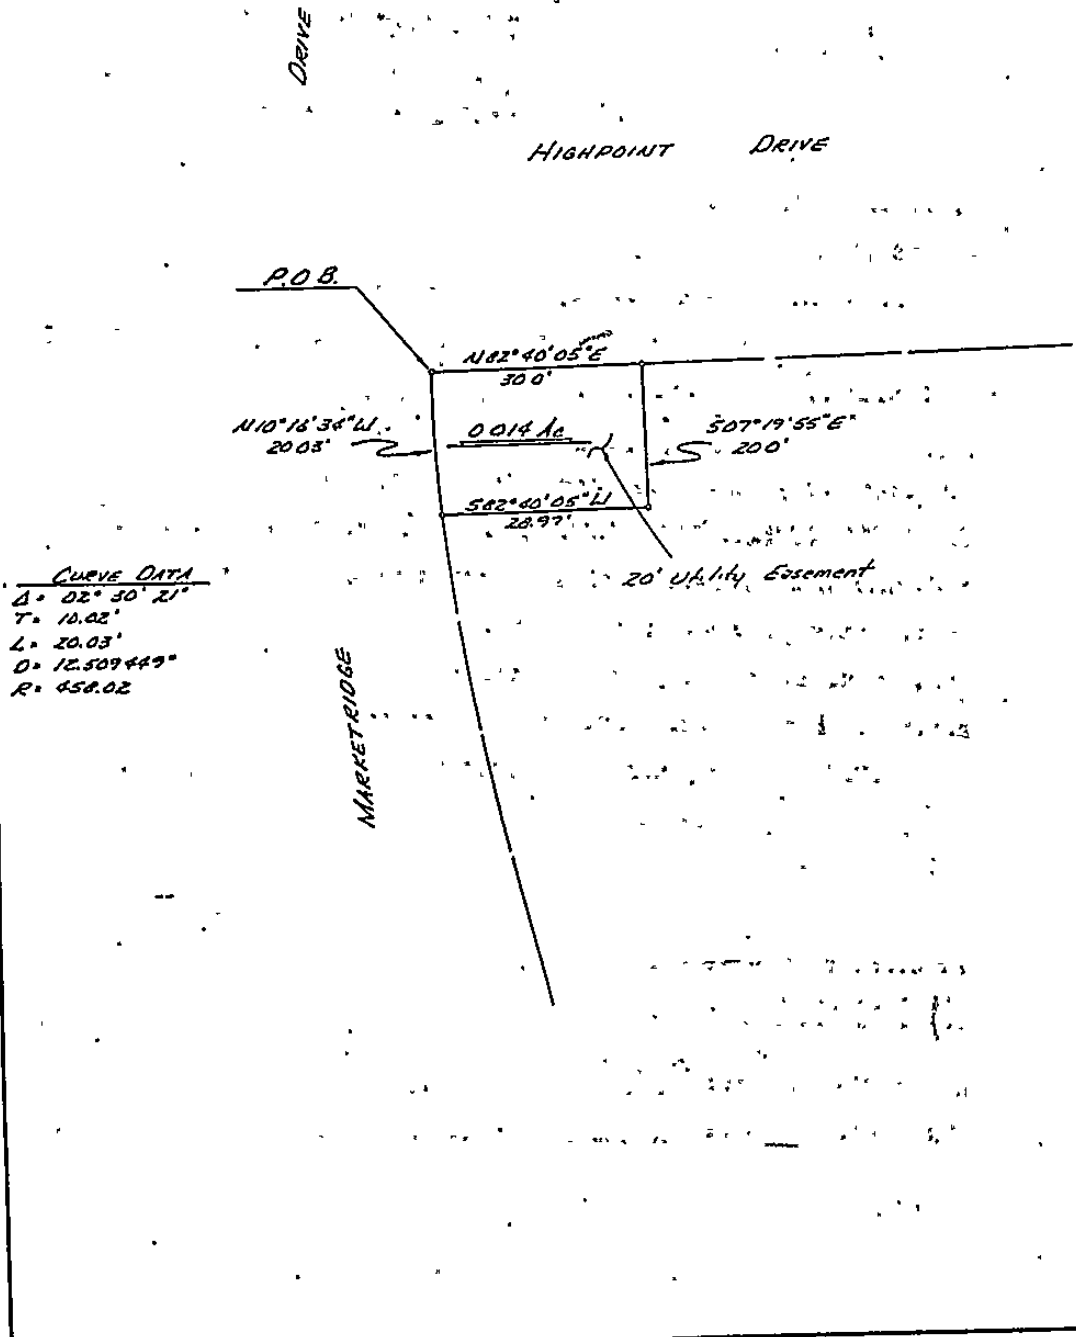 DRIVE
HIGHPOINT DRIVE
P.O.B.
N82°40'05"E
30.0'
N10°16'34"W
20.03'
0.014 Ac
S07°19'55"E
20.0'
S82°40'05"W
28.97'
20' Utility Easement
CURVE DATA
Δ= 02° 30' 21"
T= 10.02'
L= 20.03'
D= 12.509449°
R= 458.02
MARKETRIDGE